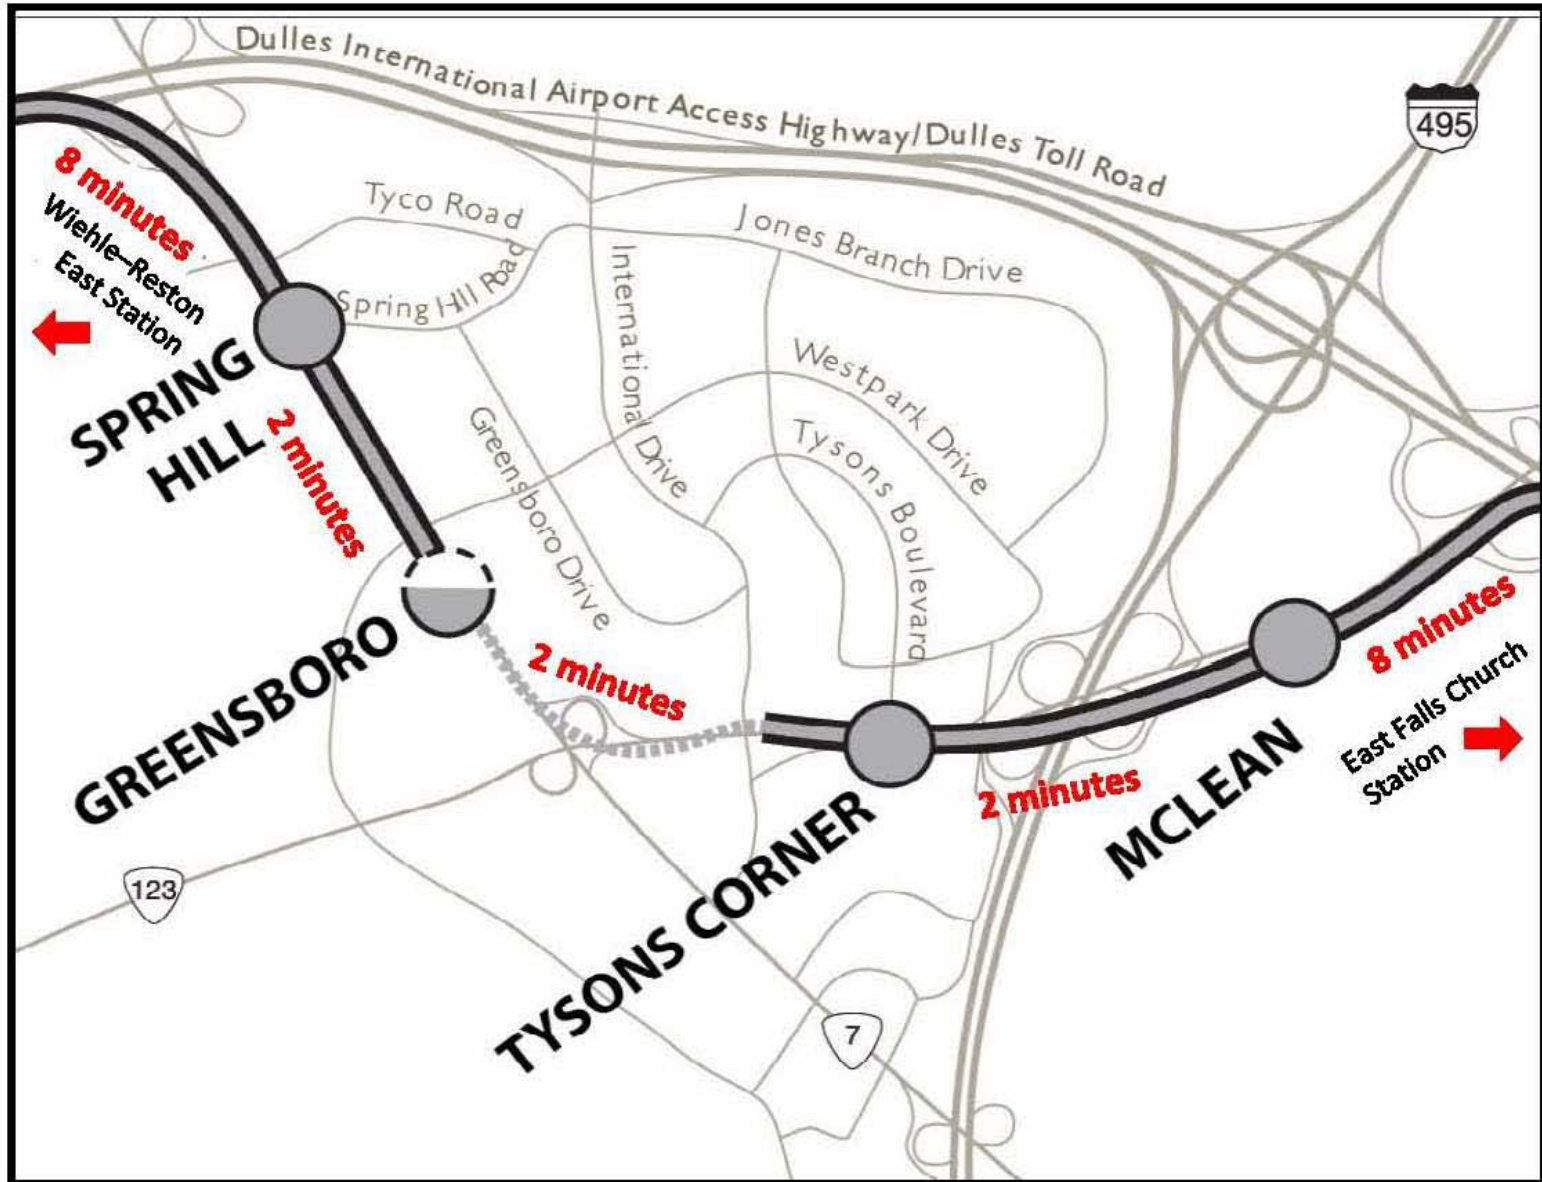 Dulles International Airport Access Highway/Dulles Toll Road
495
8 minutes
Wiehle–Reston
East Station
Tyco Road
Spring Hill Road
Jones Branch Drive
International Drive
Westpark Drive
Tysons Boulevard
Greensboro Drive
SPRING
HILL
2 minutes
GREENSBORO
2 minutes
TYSONS CORNER
2 minutes
MCLEAN
8 minutes
East Falls Church
Station
123
7